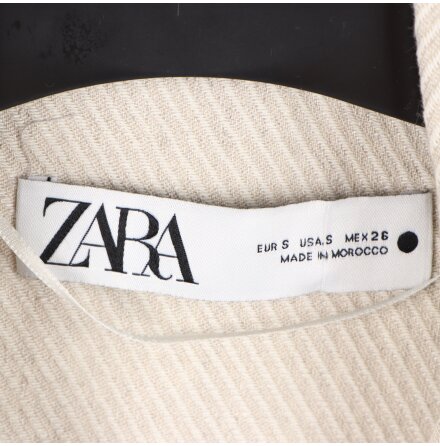 ZARA
EUR S USA S MEX 26
MADE IN MOROCCO